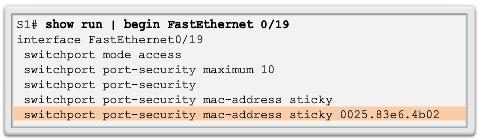 S1# show run | begin FastEthernet 0/19
interface FastEthernet0/19
switchport mode access
switchport port-security maximum 10
switchport port-security
switchport port-security mac-address sticky
switchport port-security mac-address sticky 0025.83e6.4b02